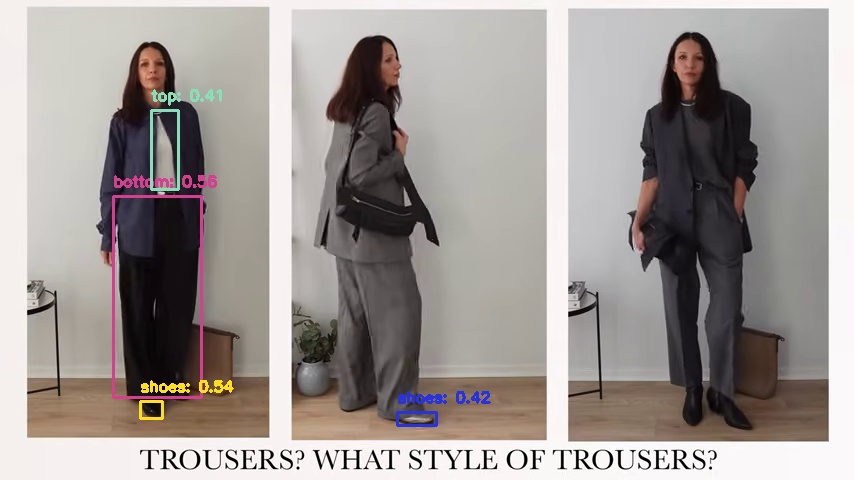 top: 0.41
bottom: 0.56
shoes: 0.54
shoes: 0.42
TROUSERS? WHAT STYLE OF TROUSERS?